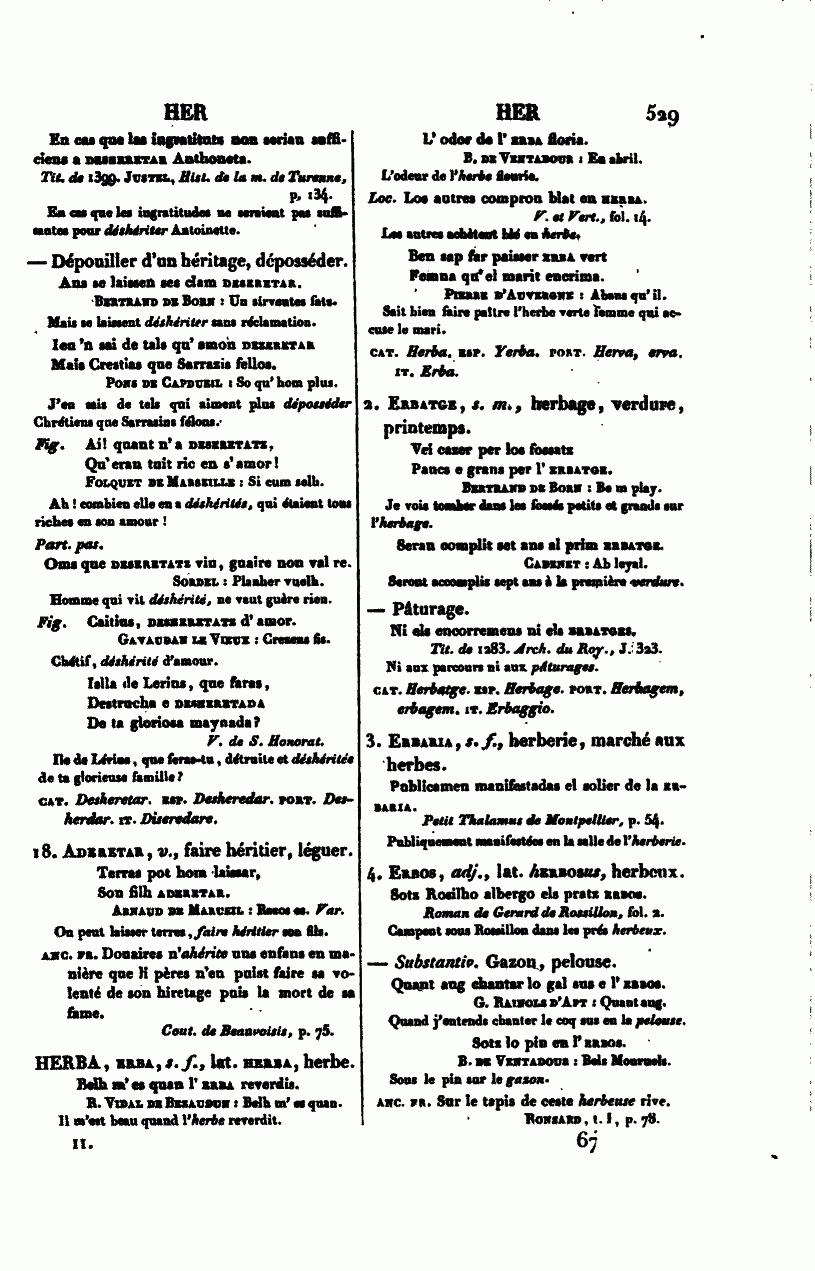 HER
En cas que las ingratituts non serian suffi-
ciens a DESHERETAR Anthoneta.
Tit. de 1399. JUSTEL, Hist. de la m. de Turenne,
p. 134.
En cas que les ingratitudes ne seraient pas suffi-
santes pour déshériter Antoinette.
— Dépouiller d'un héritage, déposséder.
Ans se laissen ses clam DESERETAR.
BERTRAND DE BORN : Un sirventes fatz.
Mais se laissent déshériter sans réclamation.
Ieu 'n sai de tals qu' amon DESERETAR
Mais Crestias que Sarrazis fellos.
PONS DE CAPDUEIL : So qu' hom plus.
J'en sais de tels qui aiment plus déposséder
Chrétiens que Sarrasins félons.
Fig. Ai! quant n' a DESERETATZ,
Qu' eran tuit ric en s' amor!
FOLQUET DE MARSEILLE : Si cum selh.
Ah! combien elle en a déshérités, qui étaient tous
riches en son amour!
Part. pas.
Oms que DESERETATZ viu, guaire non val re.
SORDEL : Planher vuelh.
Homme qui vit déshérité, ne vaut guère rien.
Fig. Caitius, DESERETATZ d' amor.
GAVAUDAN LE VIEUX : Crezens fis.
Chétif, déshérité d'amour.
Islla de Lerins, que faras,
Destrucha e DESERETADA
De ta gloriosa maynada?
V. de S. Honorat.
Ile de Lérins, que feras-tu, détruite et déshéritée
de ta glorieuse famille?
CAT. Desheretar. ESP. Desheredar. PORT. Des-
herdar. IT. Diseredare.
18. ADERETAR, v., faire héritier, léguer.
Terras pot hom laissar,
Son filh ADERETAR.
ARNAUD DE MARUEIL : Razos es. Var.
On peut laisser terres, faire héritier son fils.
ANC. FR. Douaires n'ahérite uns enfans en ma-
nière que li pères n'en puist faire sa vo-
lenté de son hiretage puis la mort de sa
fame.
Cout. de Beauvoisis, p. 75.
HERBA, ERBA, s. f., lat. HERBA, herbe.
Belh m' es quan l' ERBA reverdis.
R. VIDAL DE BEZAUDUN : Belh m' es quan.
Il m'est beau quand l'herbe reverdit.
II.
HER 529
L' odor de l' ERBA floria.
B. DE VENTADOUR : En abril.
L'odeur de l'herbe fleurie.
Loc. Los autres compron blat en HERBA.
V. et Vert., fol. 14.
Les autres achètent blé en herbe.
Ben sap far paisser ERBA vert
Femna qu' el marit encrima.
PIERRE D'AUVERGNE : Abans qu' il.
Sait bien faire paître l'herbe verte femme qui ac-
cuse le mari.
CAT. Herba. ESP. Yerba. PORT. Herva, erva.
IT. Erba.
2. ERBATGE, s. m., herbage, verdure,
printemps.
Vei cazer per los fossatz
Paucs e grans per l' ERBATGE.
BERTRAND DE BORN : Be m play.
Je vois tomber dans les fossés petits et grands sur
l'herbage.
Seran complit set ans al prim ERBATGE.
CADENET : Ab leyal.
Seront accomplis sept ans à la première verdure.
— Pâturage.
Ni els encorremens ni els ERBATGES.
Tit. de 1283. Arch. du Roy., J. 323.
Ni aux parcours ni aux pâturages.
CAT. Herbatge. ESP. Herbage. PORT. Herbagem,
erbagem. IT. Erbaggio.
3. ERBARIA, s. f., herberie, marché aux
herbes.
Publicamen manifestadas el solier de la ER-
BARIA.
Petit Thalamus de Montpellier, p. 54.
Publiquement manifestées en la salle de l'herberie.
4. ERBOS, adj., lat. HERBOSUS, herbeux.
Sotz Rosilho albergo els pratz ERBOS.
Roman de Gerard de Rossillon, fol. 2.
Campent sous Rossillon dans les prés herbeux.
— Substantiv. Gazon, pelouse.
Quant aug chantar lo gal sus e l' ERBOS.
G. RAINOLS D'APT : Quant aug.
Quand j'entends chanter le coq sus en la pelouse.
Sotz lo pin en l' ERBOS.
B. DE VENTADOUR : Bels Monruels.
Sous le pin sur le gazon.
ANC. FR. Sur le tapis de ceste herbeuse rive.
RONSARD, t. I, p. 78.
67